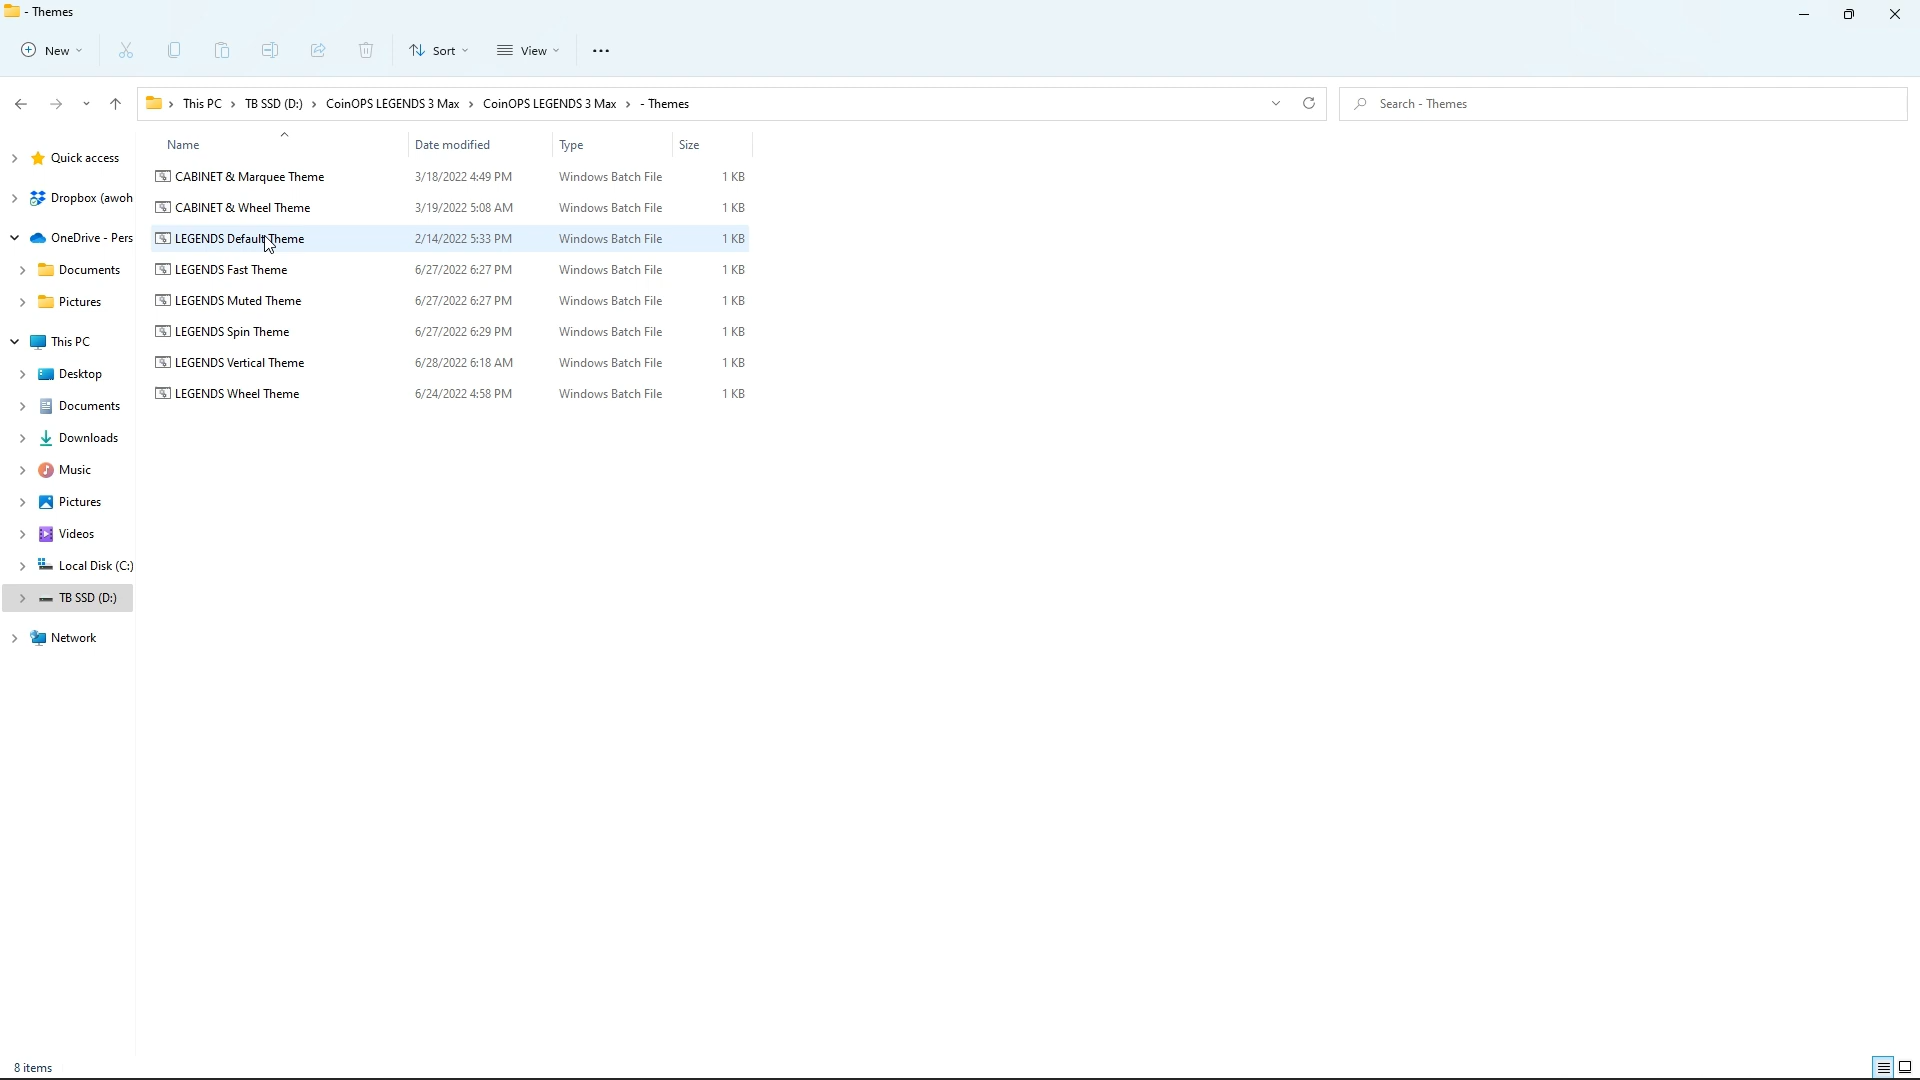 - Themes
New
Sort
View
This PC
TB SSD (D:)
CoinOPS LEGENDS 3 Max
CoinOPS LEGENDS 3 Max
- Themes
Search - Themes
Name
Date modified
Type
Size
CABINET & Marquee Theme 3/18/2022 4:49 PM Windows Batch File 1 KB
CABINET & Wheel Theme 3/19/2022 5:08 AM Windows Batch File 1 KB
LEGENDS Default Theme 2/14/2022 5:33 PM Windows Batch File 1 KB
LEGENDS Fast Theme 6/27/2022 6:27 PM Windows Batch File 1 KB
LEGENDS Muted Theme 6/27/2022 6:27 PM Windows Batch File 1 KB
LEGENDS Spin Theme 6/27/2022 6:29 PM Windows Batch File 1 KB
LEGENDS Vertical Theme 6/28/2022 6:18 AM Windows Batch File 1 KB
LEGENDS Wheel Theme 6/24/2022 4:58 PM Windows Batch File 1 KB
Quick access
Dropbox (awoh
OneDrive - Pers
Documents
Pictures
This PC
Desktop
Documents
Downloads
Music
Pictures
Videos
Local Disk (C:)
TB SSD (D:)
Network
8 items